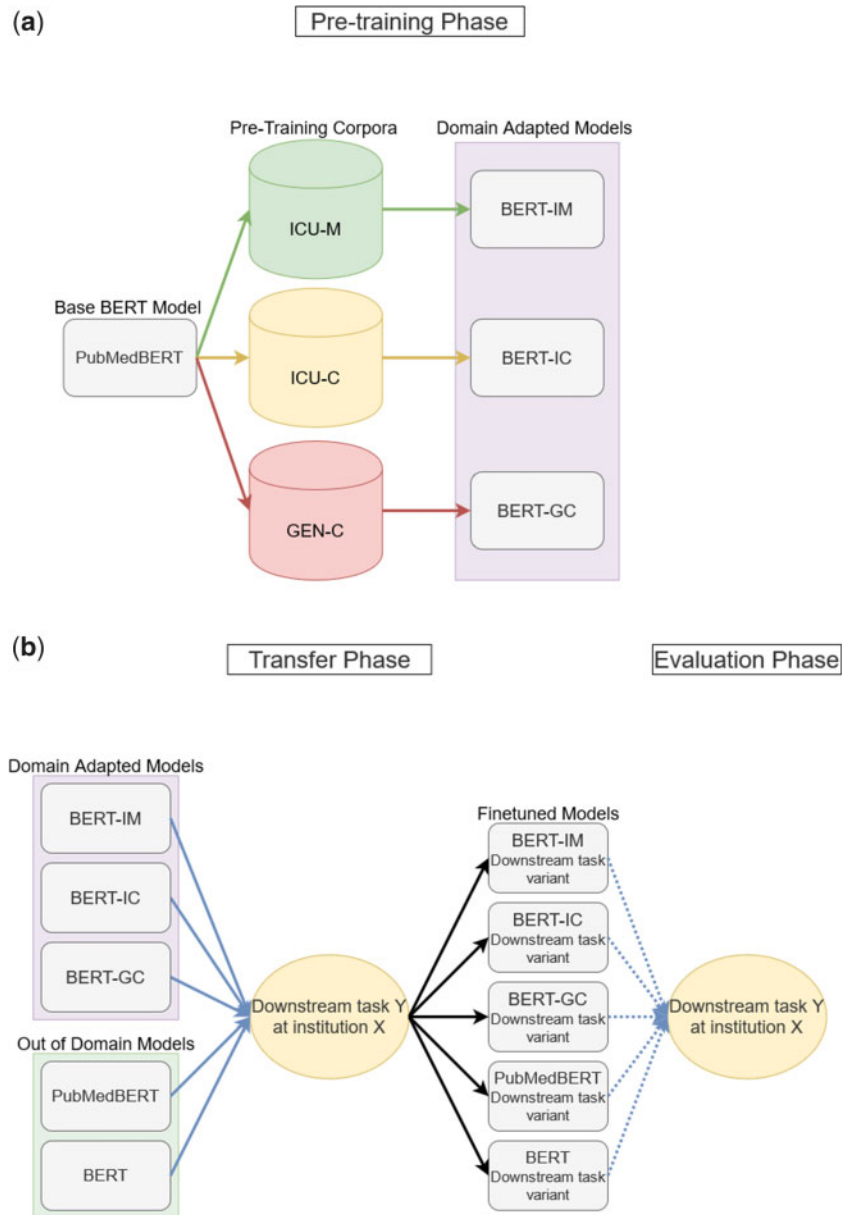 (a)
Pre-training Phase
Pre-Training Corpora
Domain Adapted Models
ICU-M
BERT-IM
Base BERT Model
PubMedBERT
ICU-C
BERT-IC
GEN-C
BERT-GC
(b)
Transfer Phase
Evaluation Phase
Domain Adapted Models
BERT-IM
BERT-IC
BERT-GC
Out of Domain Models
PubMedBERT
BERT
Downstream task Y
at institution X
Finetuned Models
BERT-IM
Downstream task
variant
BERT-IC
Downstream task
variant
BERT-GC
Downstream task
variant
PubMedBERT
Downstream task
variant
BERT
Downstream task
variant
Downstream task Y
at institution X